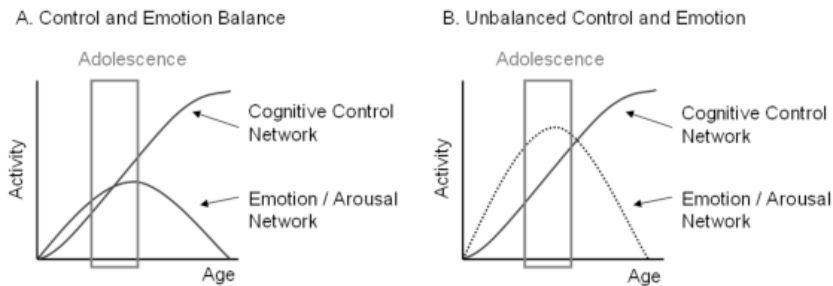 A. Control and Emotion Balance
Adolescence
Activity
Cognitive Control
Network
Emotion / Arousal
Network
Age
B. Unbalanced Control and Emotion
Adolescence
Activity
Cognitive Control
Network
Emotion / Arousal
Network
Age